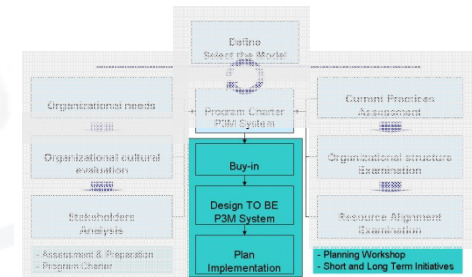 Define
Select the Model
Organizational needs
Program Charter
P3M System
Current Practices
Assessment
Buy-in
Organizational cultural
evaluation
Organizational structure
Examination
Design TO BE
P3M System
Stakeholders
Analysis
Resource Alignment
Examination
Plan
Implementation
- Assessment & Preparation
- Program Charter
- Planning Workshop
- Short and Long Term Initiatives